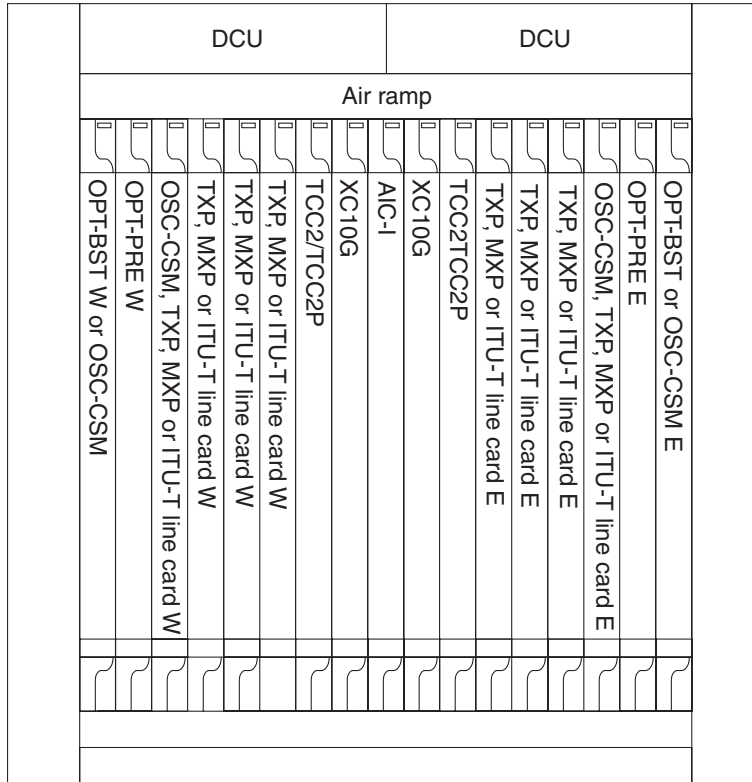 DCU
DCU
Air ramp
OPT-BST W or OSC-CSM
OPT-PRE W
OSC-CSM, TXP, MXP or ITU-T line card W
TXP, MXP or ITU-T line card W
TXP, MXP or ITU-T line card W
TXP, MXP or ITU-T line card W
TCC2/TCC2P
XC10G
AIC-I
XC10G
TCC2TCC2P
TXP, MXP or ITU-T line card E
TXP, MXP or ITU-T line card E
TXP, MXP or ITU-T line card E
OSC-CSM, TXP, MXP or ITU-T line card E
OPT-PRE E
OPT-BST or OSC-CSM E